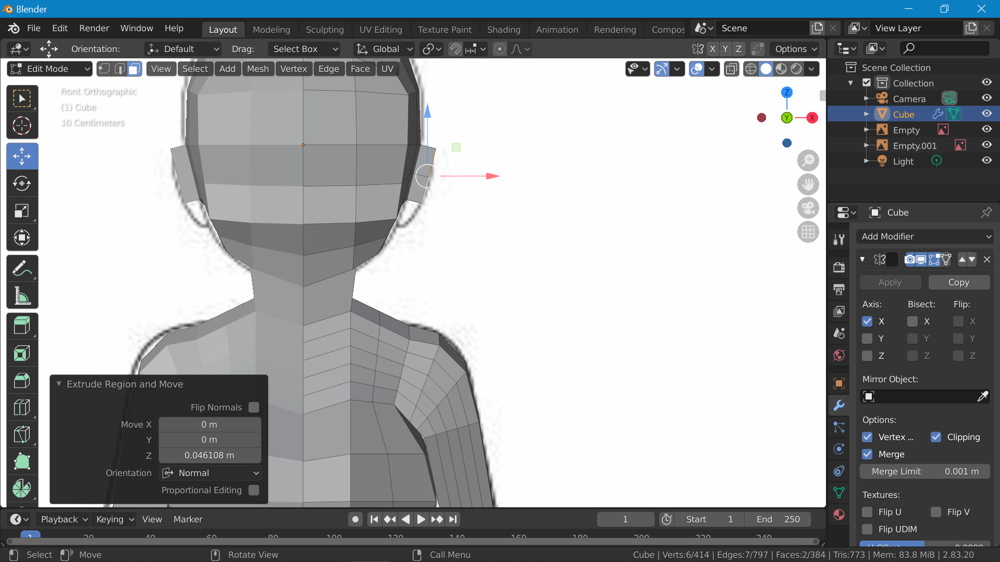 Blender
File Edit Render Window Help Layout Modeling Sculpting UV Editing Texture Paint Shading Animation Rendering Compos Scene View Layer
Orientation: Default Drag: Select Box Global X Y Z Options
Edit Mode View Select Add Mesh Vertex Edge Face UV
Front Orthographic
(1) Cube
10 Centimeters
Z
Y
X
Scene Collection
Collection
Camera
Cube
Empty
Empty.001
Light
Cube
Add Modifier
Apply Copy
Axis: Bisect: Flip:
X X X
Y Y Y
Z Z Z
Mirror Object:
Options:
Vertex ... Clipping
Merge
Merge Limit 0.001 m
Textures:
Flip U Flip V
Flip UDIM
U Offset 0.0000
Extrude Region and Move
Flip Normals
Move X 0 m
Y 0 m
Z 0.046108 m
Orientation Normal
Proportional Editing
Playback Keying View Marker 1 Start 1 End 250
1 20 40 60 80 100 120 140 160 180 220 240
Select Move Rotate View Call Menu Cube | Verts:6/414 | Edges:7/797 | Faces:2/384 | Tris:773 | Mem: 83.8 MiB | 2.83.20